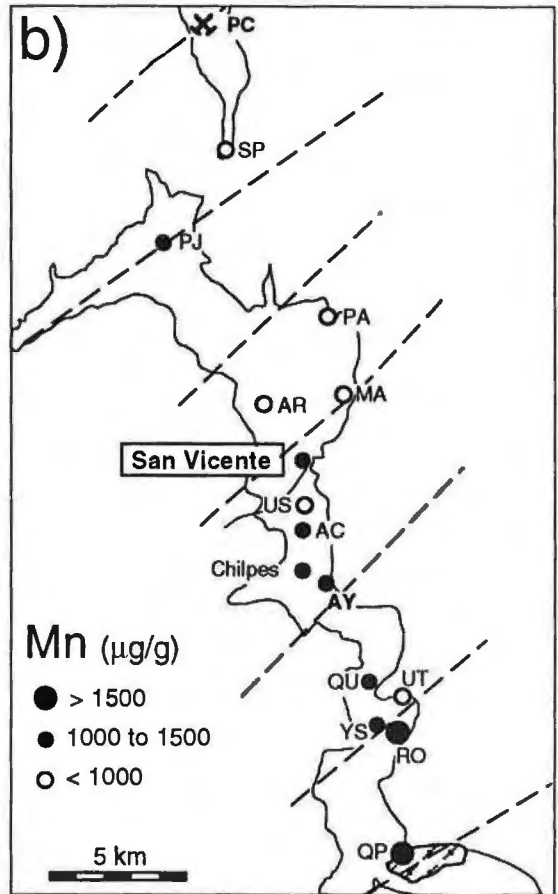 b)
PC
SP
PJ
PA
AR
MA
San Vicente
US
AC
Chilpes
AY
Mn (µg/g)
> 1500
1000 to 1500
< 1000
QU
UT
YS
RO
QP
5 km